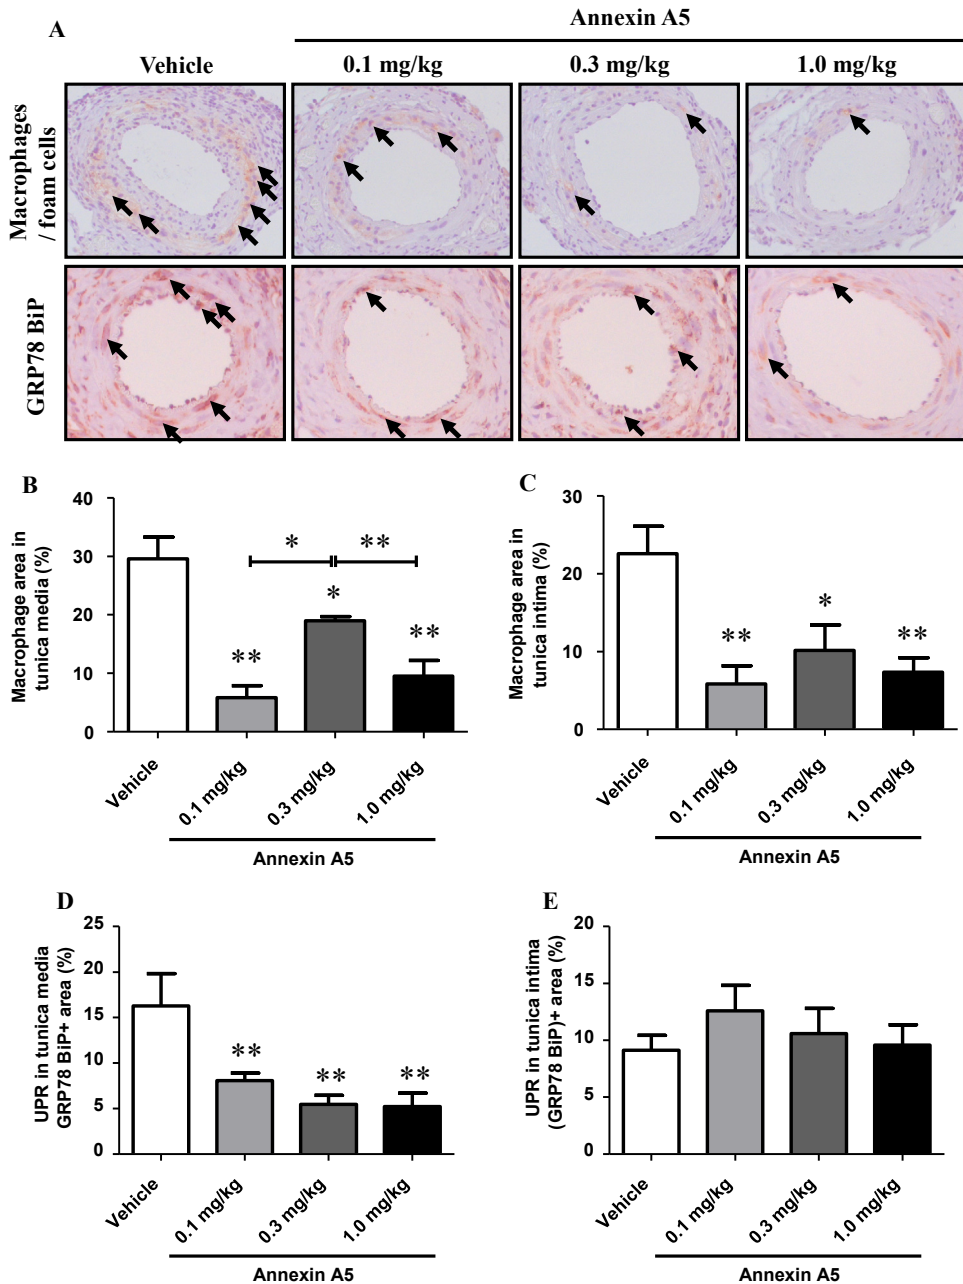 A
Annexin A5
Vehicle
0.1 mg/kg
0.3 mg/kg
1.0 mg/kg
Macrophages
/ foam cells
GRP78 BiP
B
Macrophage area in
tunica media (%)
40
30
20
10
0
*
**
**
*
**
Vehicle
0.1 mg/kg
0.3 mg/kg
1.0 mg/kg
Annexin A5
C
Macrophage area in
tunica intima (%)
30
20
10
0
**
*
**
Vehicle
0.1 mg/kg
0.3 mg/kg
1.0 mg/kg
Annexin A5
D
UPR in tunica media
GRP78 BiP+ area (%)
25
20
15
10
5
0
**
**
**
Vehicle
0.1 mg/kg
0.3 mg/kg
1.0 mg/kg
Annexin A5
E
UPR in tunica intima
(GRP78 BiP)+ area (%)
20
15
10
5
0
Vehicle
0.1 mg/kg
0.3 mg/kg
1.0 mg/kg
Annexin A5